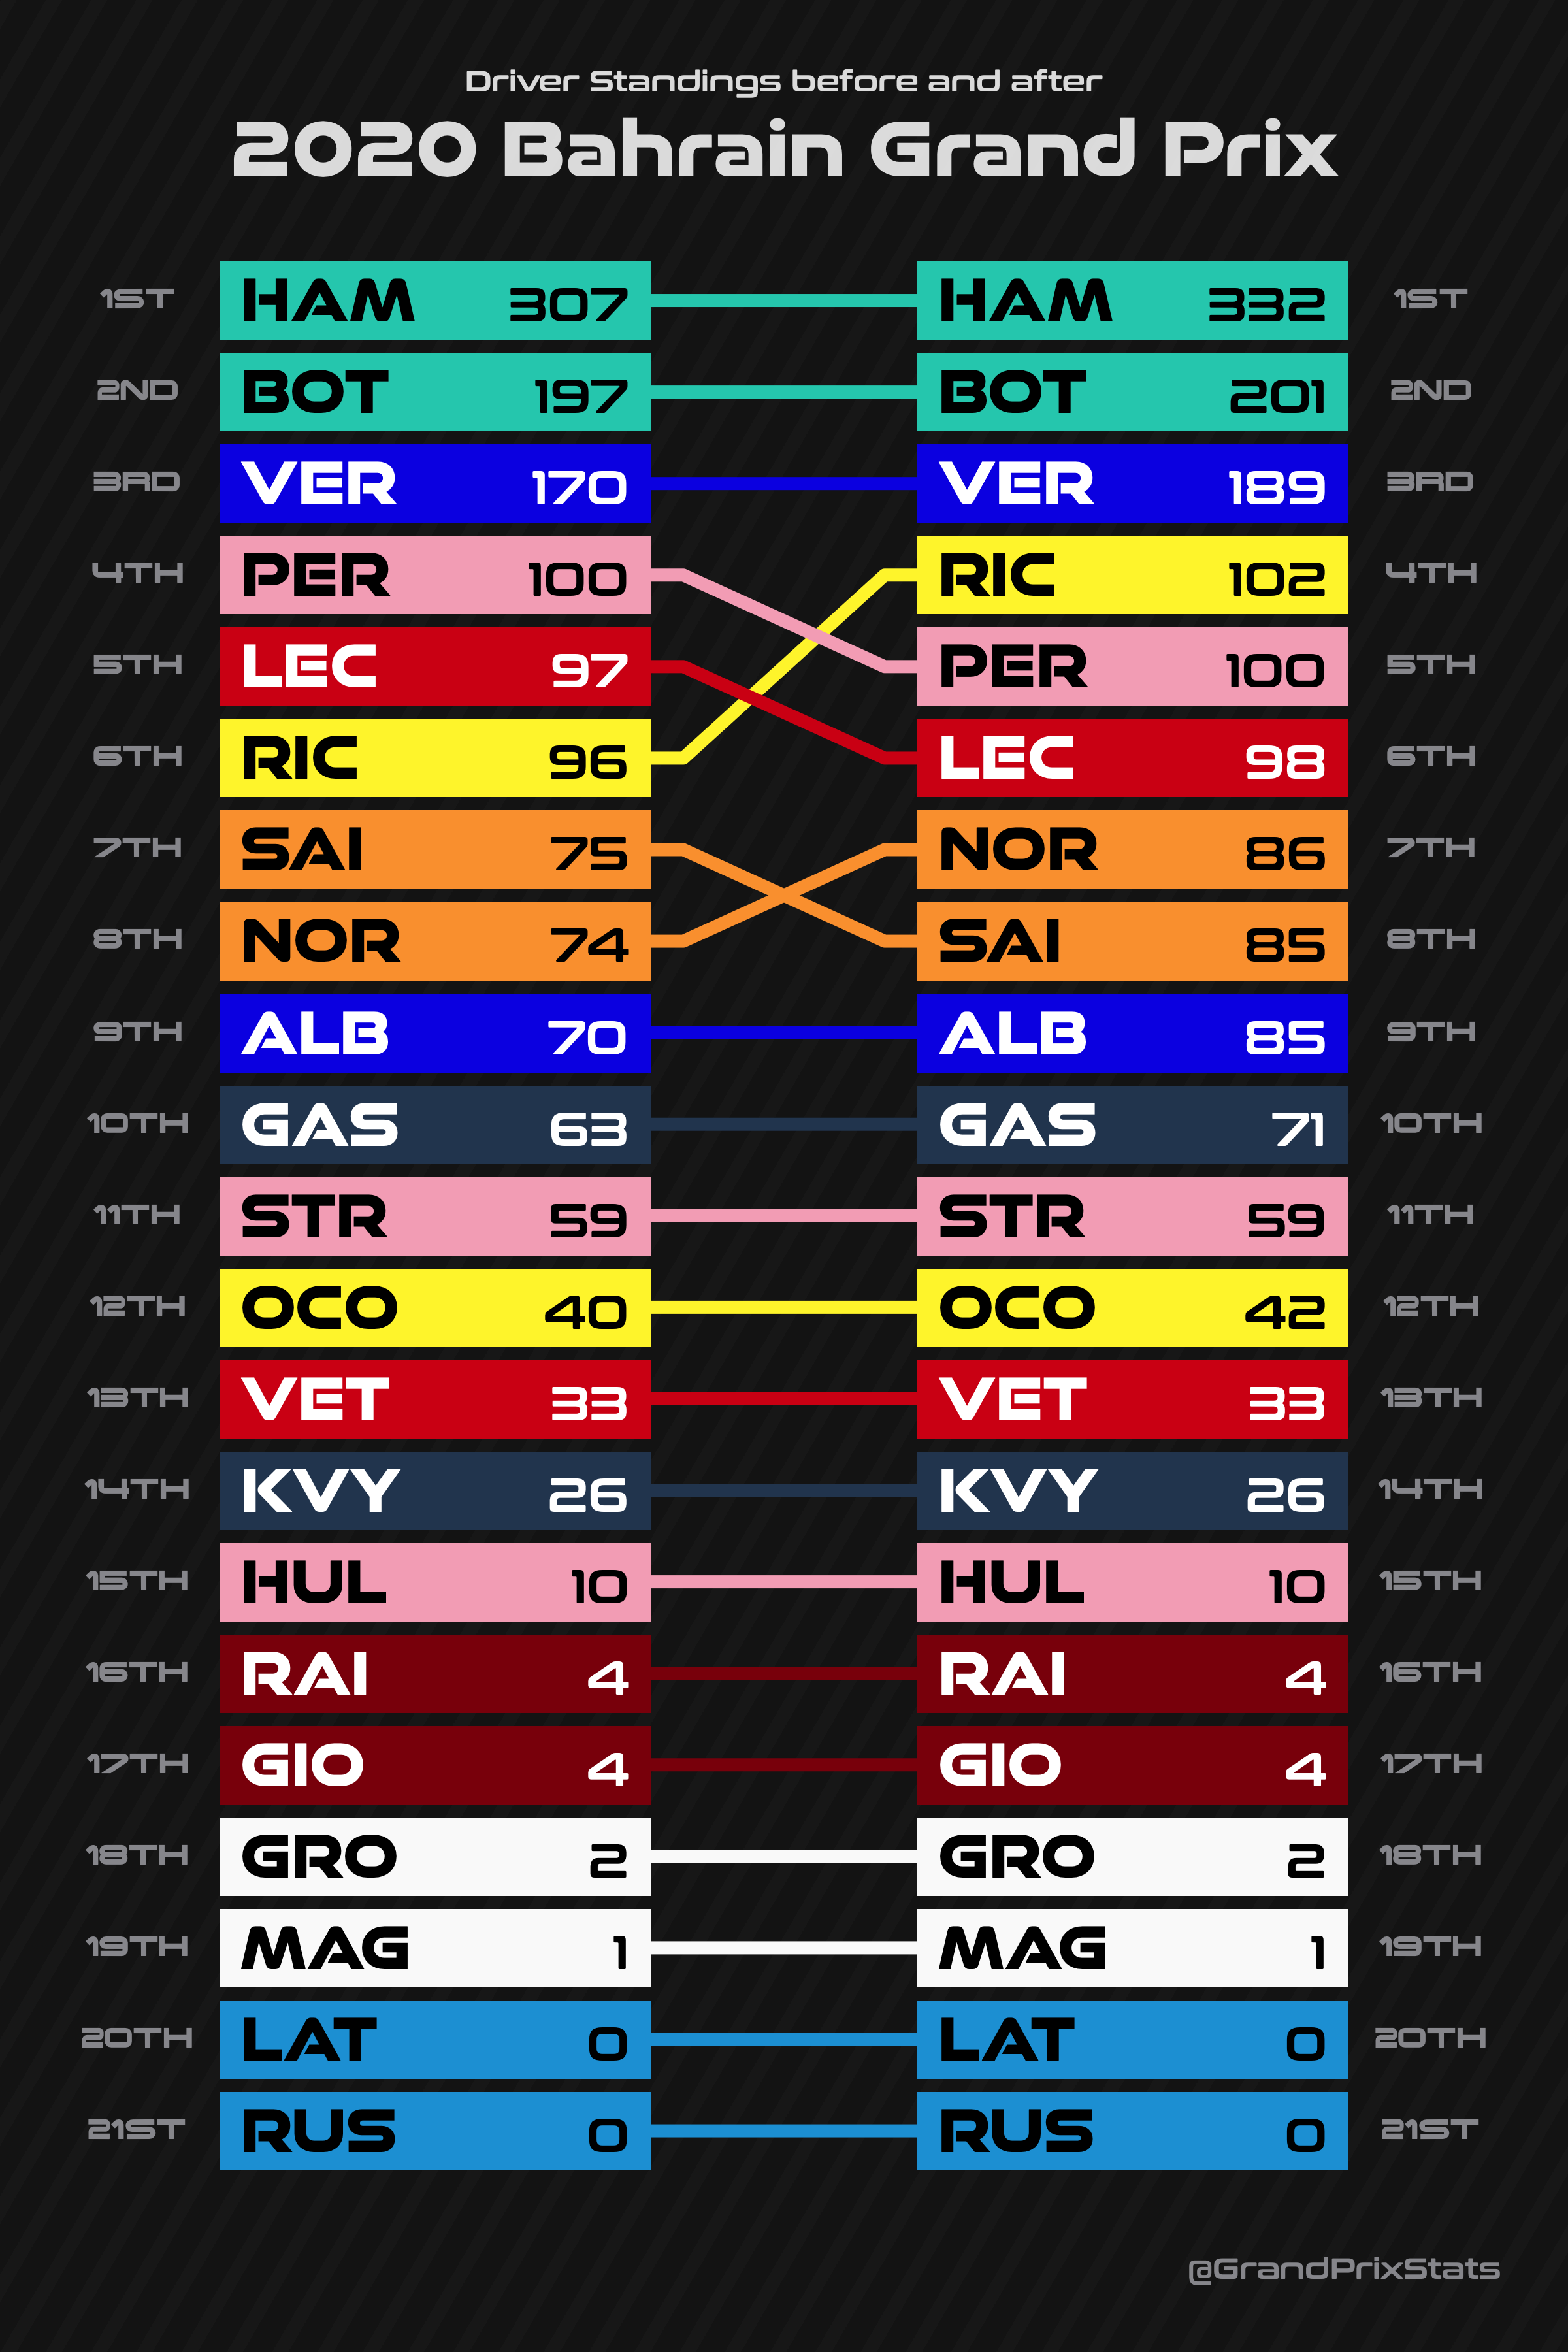 Driver Standings before and after
2020 Bahrain Grand Prix
1ST HAM 307 HAM 332 1ST
2ND BOT 197 BOT 201 2ND
3RD VER 170 VER 189 3RD
4TH PER 100 RIC 102 4TH
5TH LEC 97 PER 100 5TH
6TH RIC 96 LEC 98 6TH
7TH SAI 75 NOR 86 7TH
8TH NOR 74 SAI 85 8TH
9TH ALB 70 ALB 85 9TH
10TH GAS 63 GAS 71 10TH
11TH STR 59 STR 59 11TH
12TH OCO 40 OCO 42 12TH
13TH VET 33 VET 33 13TH
14TH KVY 26 KVY 26 14TH
15TH HUL 10 HUL 10 15TH
16TH RAI 4 RAI 4 16TH
17TH GIO 4 GIO 4 17TH
18TH GRO 2 GRO 2 18TH
19TH MAG 1 MAG 1 19TH
20TH LAT 0 LAT 0 20TH
21ST RUS 0 RUS 0 21ST
@GrandPrixStats